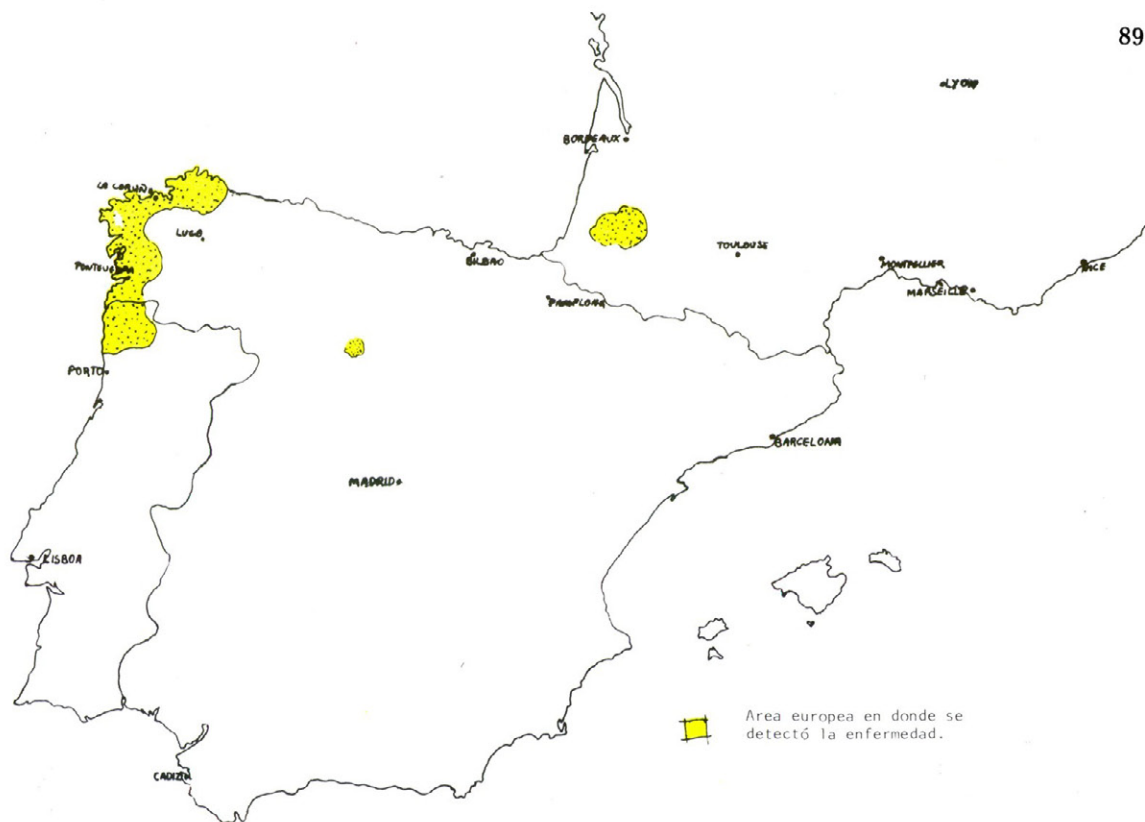 89
LYON
BORDEAUX
LA CORUÑA
LUGO
TOULOUSE
BILBAO
MONTPELLIER
NICE
PONTEVEDRA
MARSEILLE
PAMPLONA
PORTO
BARCELONA
MADRID
LISBOA
Area europea en donde se
detectó la enfermedad.